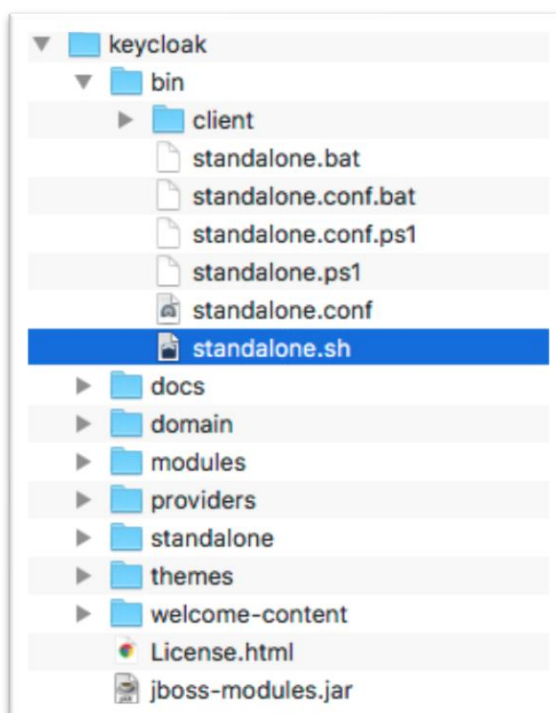 keycloak
bin
client
standalone.bat
standalone.conf.bat
standalone.conf.ps1
standalone.ps1
standalone.conf
standalone.sh
docs
domain
modules
providers
standalone
themes
welcome-content
License.html
jboss-modules.jar